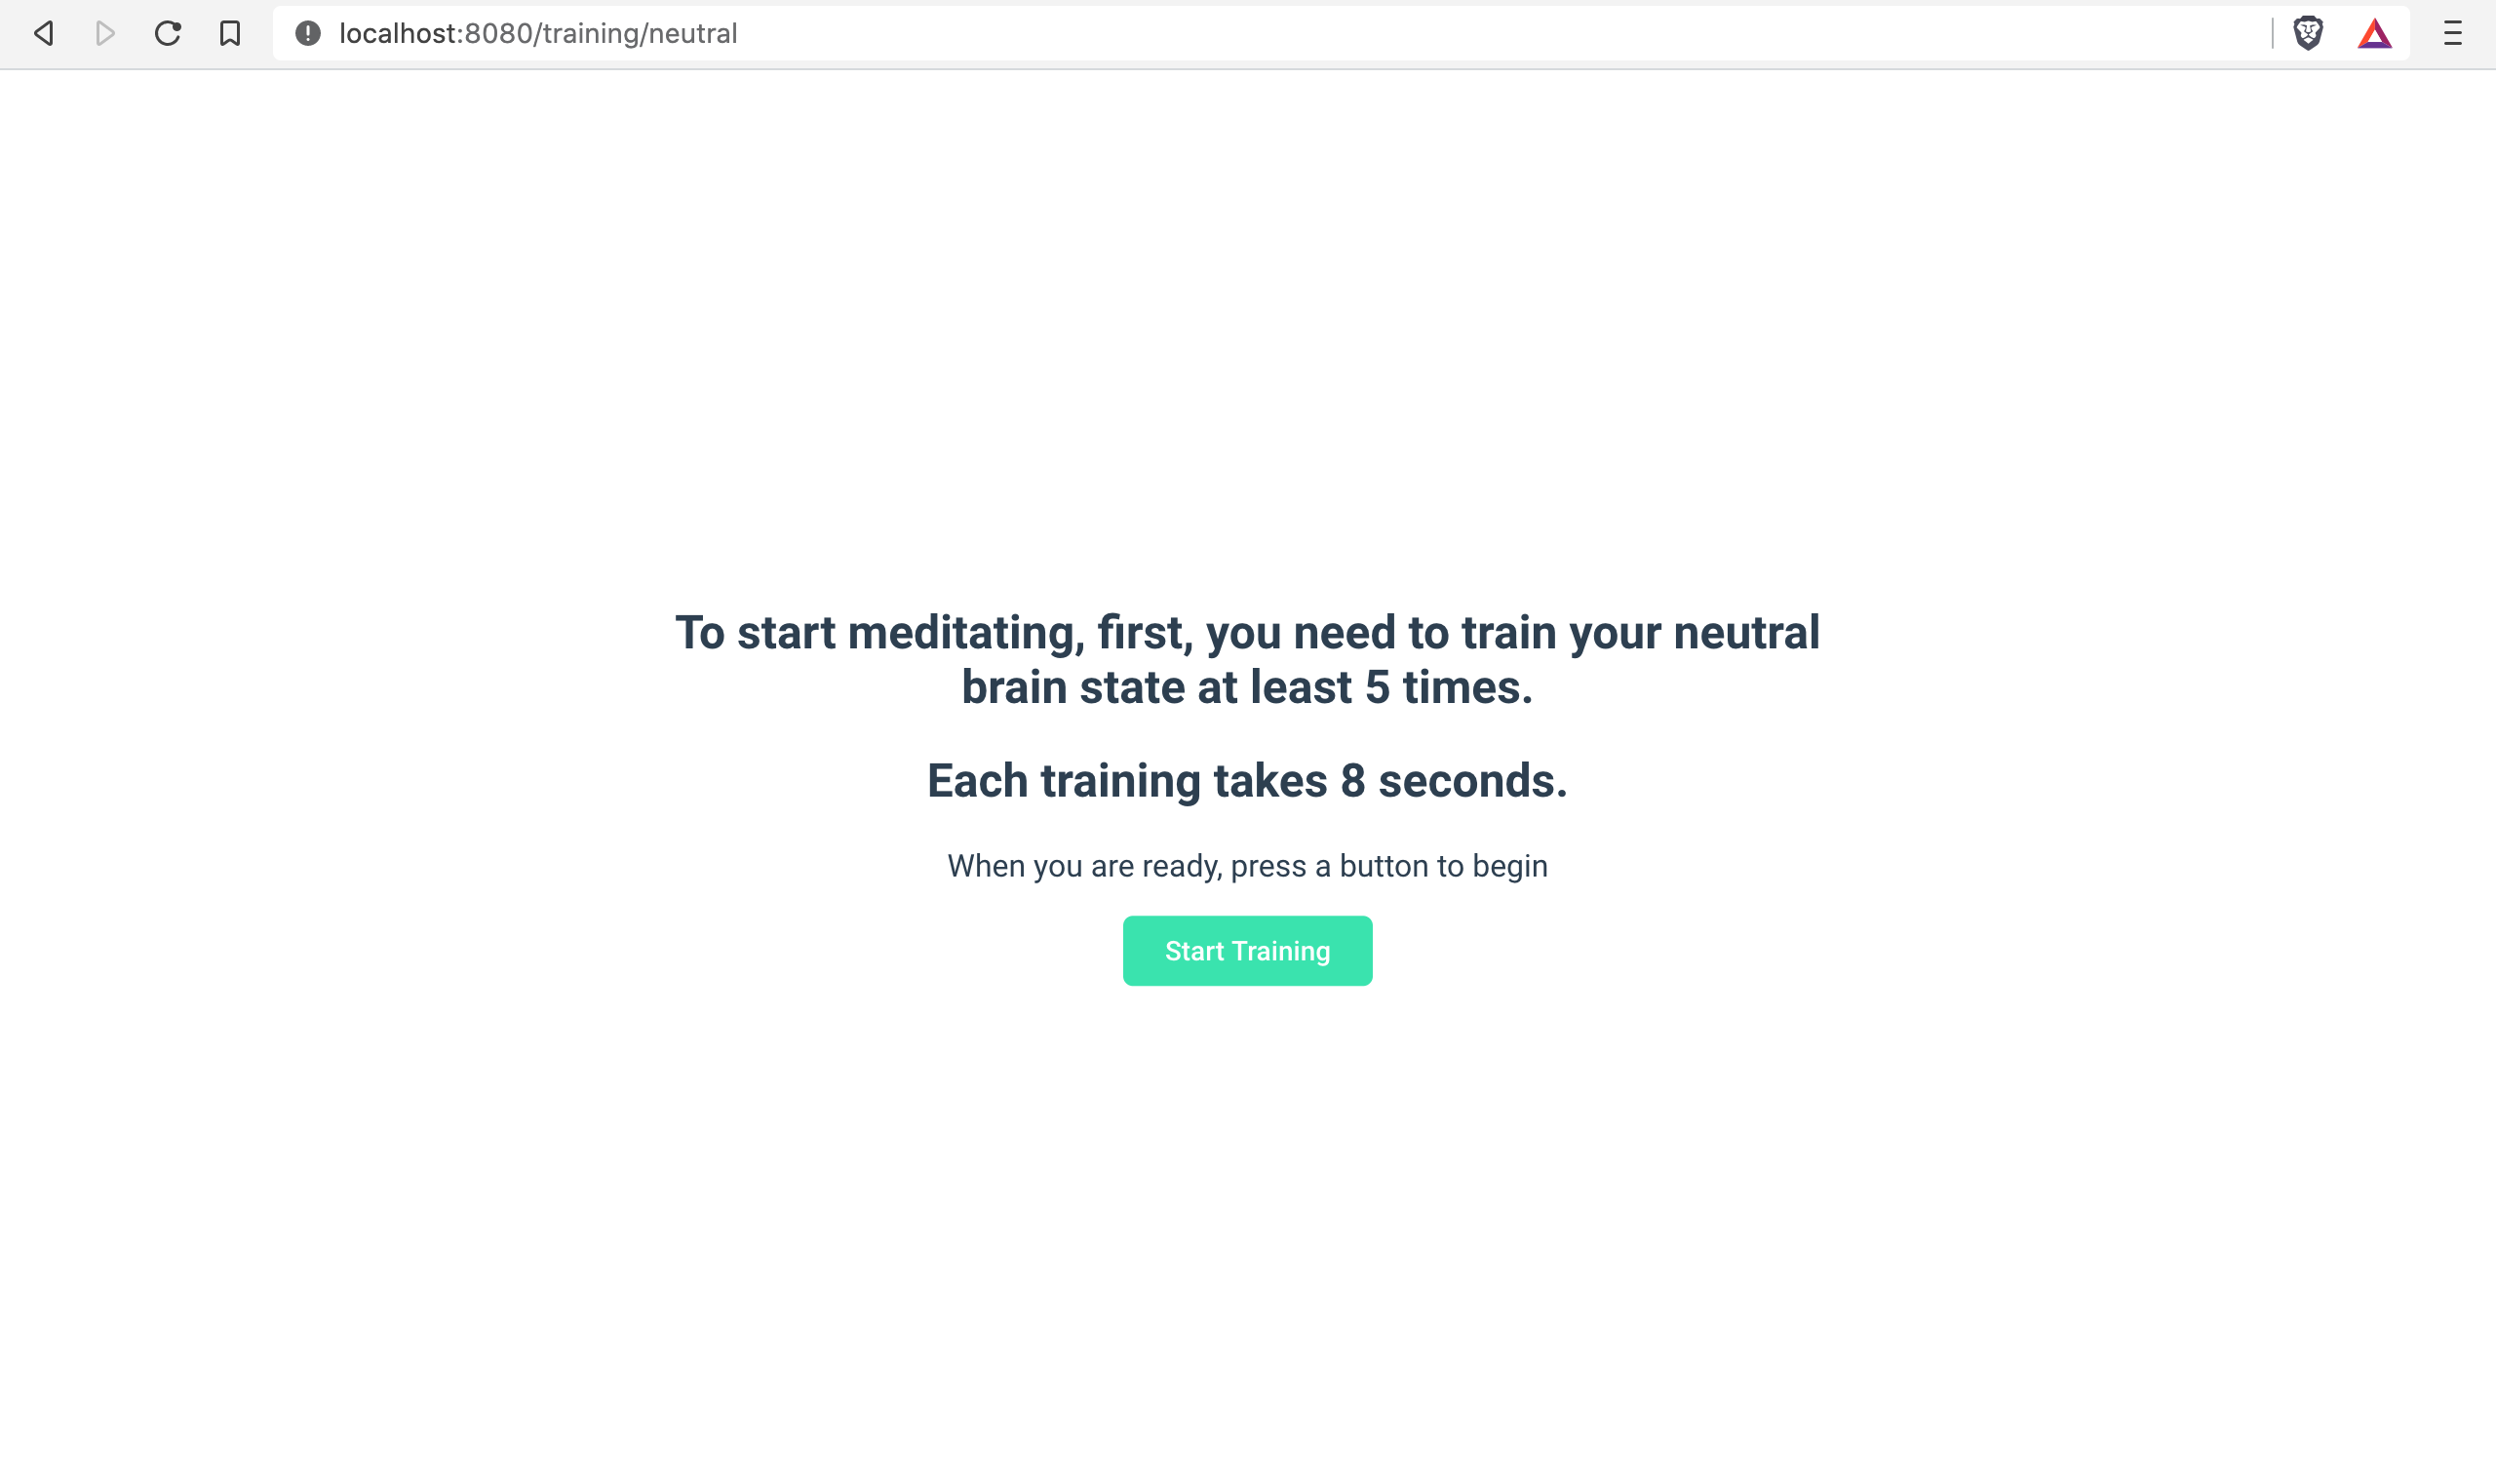 localhost:8080/training/neutral
To start meditating, first, you need to train your neutral
brain state at least 5 times.
Each training takes 8 seconds.
When you are ready, press a button to begin
Start Training